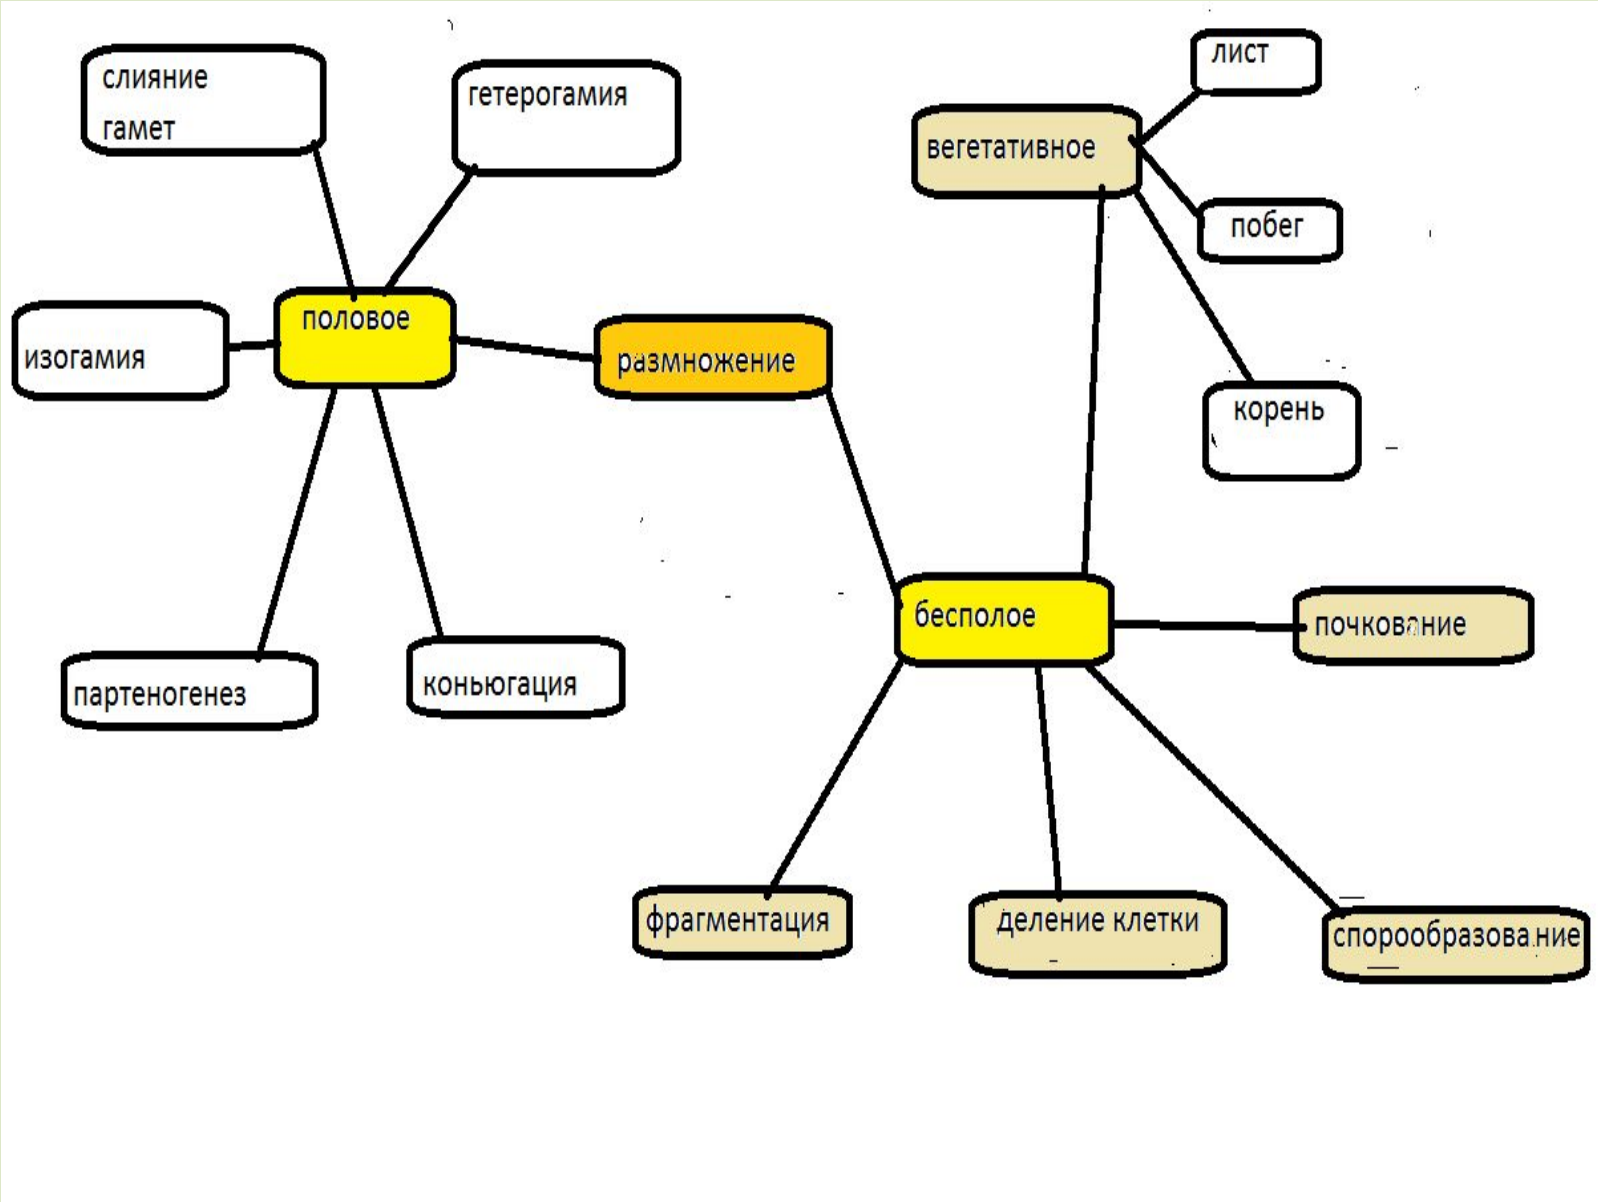 слияние
гамет
гетерогамия
лист
вегетативное
побег
половое
изогамия
размножение
корень
бесполое
почкование
партеногенез
коньюгация
фрагментация
деление клетки
спорообразование